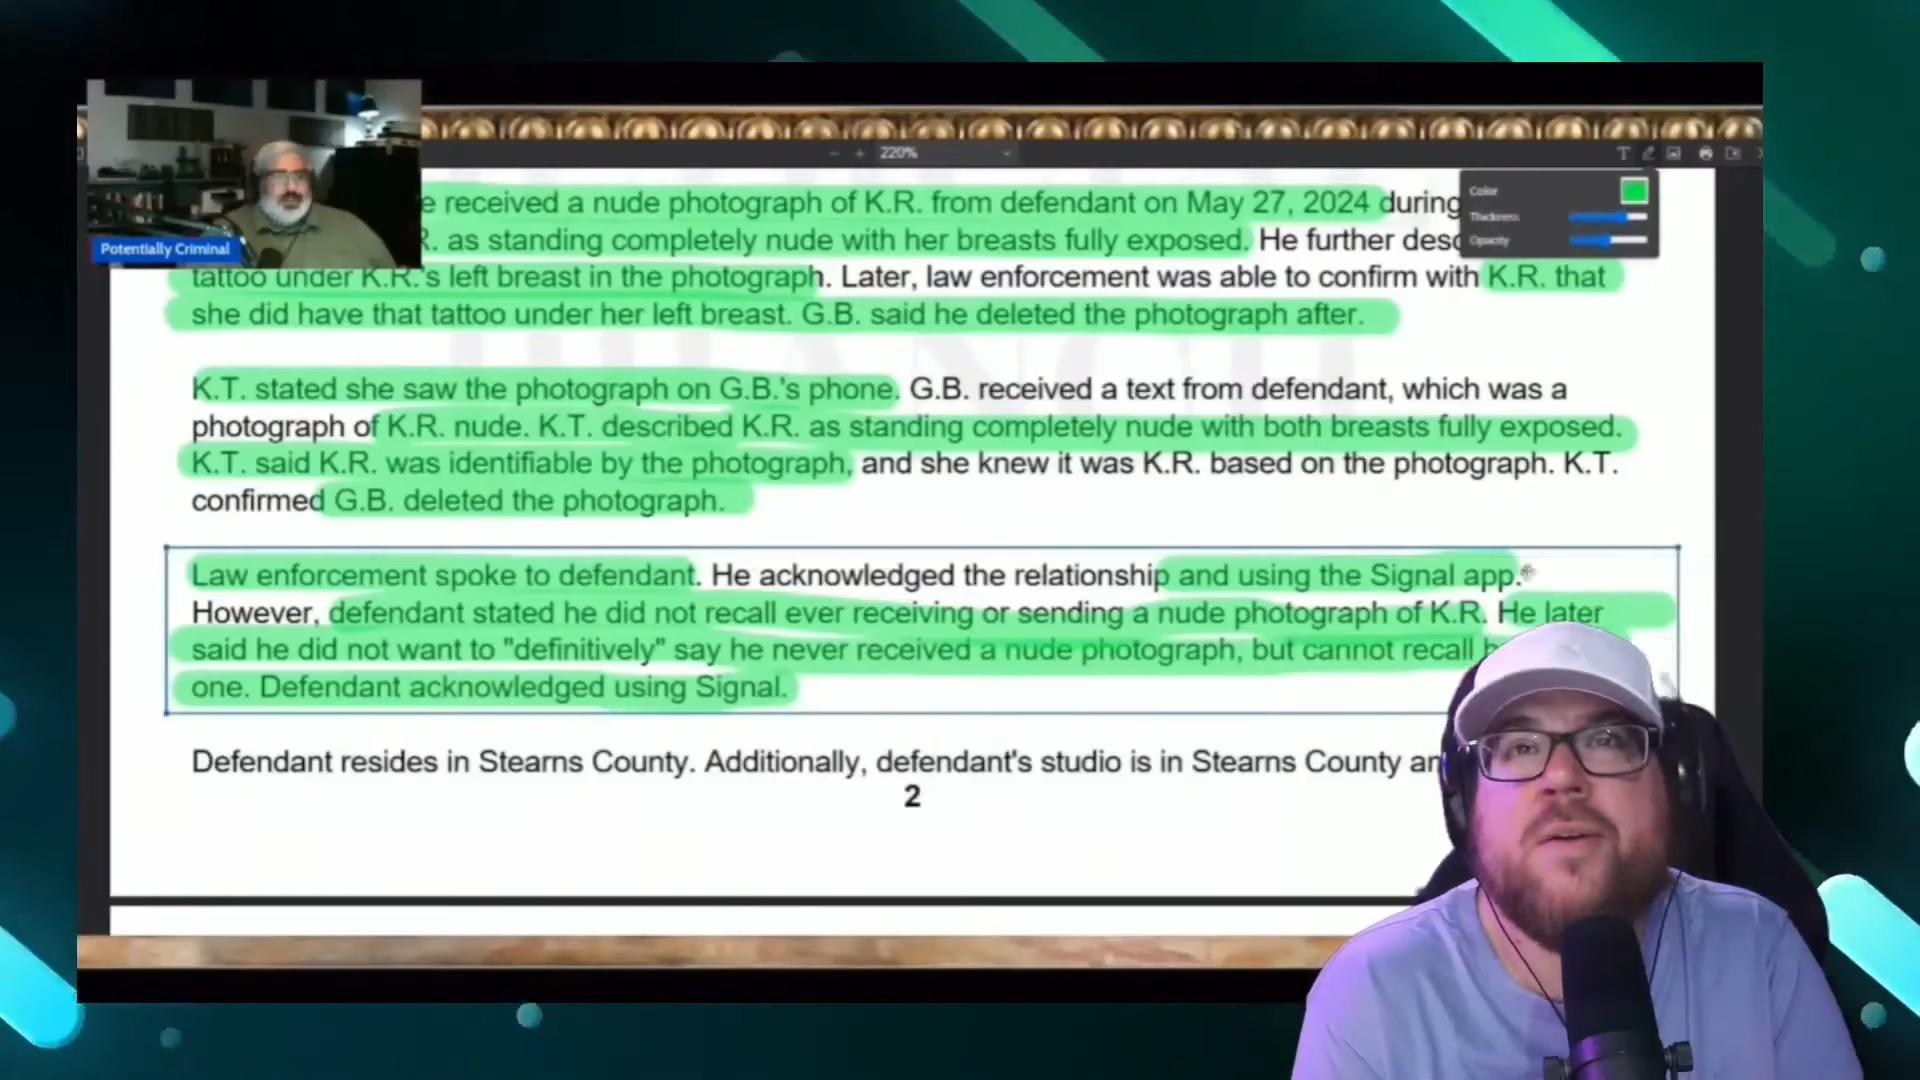 220%
Color
Thickness
Opacity
Potentially Criminal
e received a nude photograph of K.R. from defendant on May 27, 2024 during
R. as standing completely nude with her breasts fully exposed. He further desc
tattoo under K.R.'s left breast in the photograph. Later, law enforcement was able to confirm with K.R. that
she did have that tattoo under her left breast. G.B. said he deleted the photograph after.
K.T. stated she saw the photograph on G.B.'s phone. G.B. received a text from defendant, which was a
photograph of K.R. nude. K.T. described K.R. as standing completely nude with both breasts fully exposed.
K.T. said K.R. was identifiable by the photograph, and she knew it was K.R. based on the photograph. K.T.
confirmed G.B. deleted the photograph.
Law enforcement spoke to defendant. He acknowledged the relationship and using the Signal app.
However, defendant stated he did not recall ever receiving or sending a nude photograph of K.R. He later
said he did not want to "definitively" say he never received a nude photograph, but cannot recall
one. Defendant acknowledged using Signal.
Defendant resides in Stearns County. Additionally, defendant's studio is in Stearns County an
2